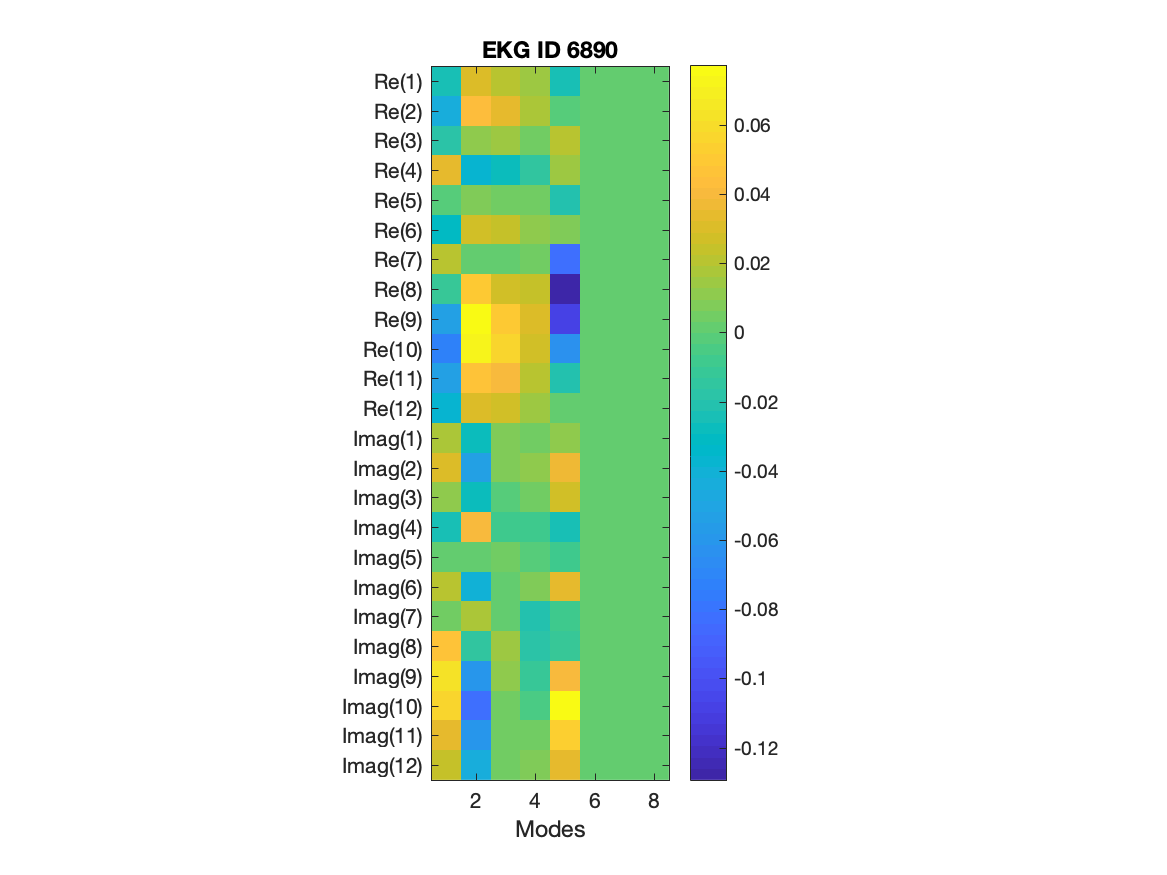 EKG ID 6890
Re(1)
Re(2)
Re(3)
Re(4)
Re(5)
Re(6)
Re(7)
Re(8)
Re(9)
Re(10)
Re(11)
Re(12)
Imag(1)
Imag(2)
Imag(3)
Imag(4)
Imag(5)
Imag(6)
Imag(7)
Imag(8)
Imag(9)
Imag(10)
Imag(11)
Imag(12)
2 4 6 8
Modes
0.06
0.04
0.02
0
-0.02
-0.04
-0.06
-0.08
-0.1
-0.12